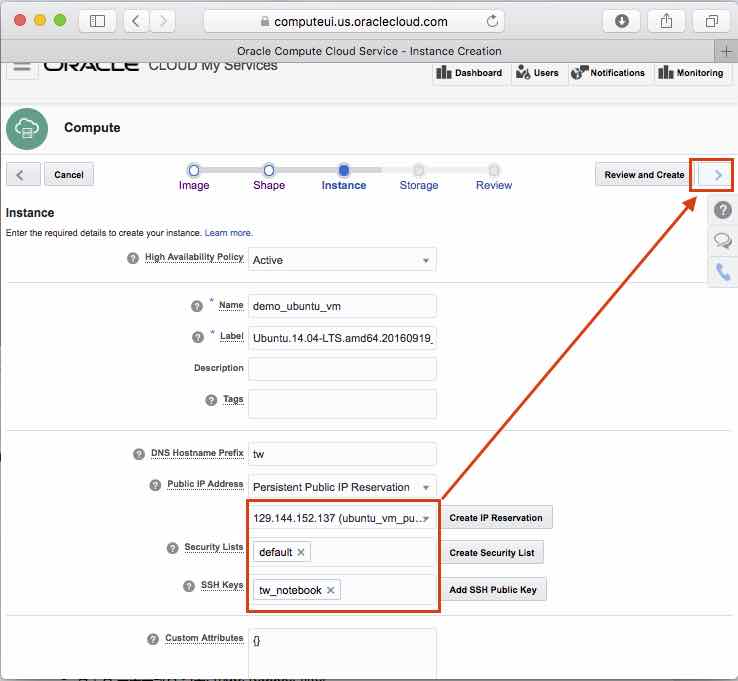 computeui.us.oraclecloud.com
Oracle Compute Cloud Service - Instance Creation
ORACLE CLOUD My Services
Dashboard Users Notifications Monitoring
Compute
Cancel
Image Shape Instance Storage Review
Review and Create
Instance
Enter the required details to create your instance. Learn more.
High Availability Policy Active
* Name demo_ubuntu_vm
* Label Ubuntu.14.04-LTS.amd64.20160919_
Description
Tags
DNS Hostname Prefix tw
Public IP Address Persistent Public IP Reservation
129.144.152.137 (ubuntu_vm_pu... Create IP Reservation
Security Lists default × Create Security List
SSH Keys tw_notebook × Add SSH Public Key
Custom Attributes {}